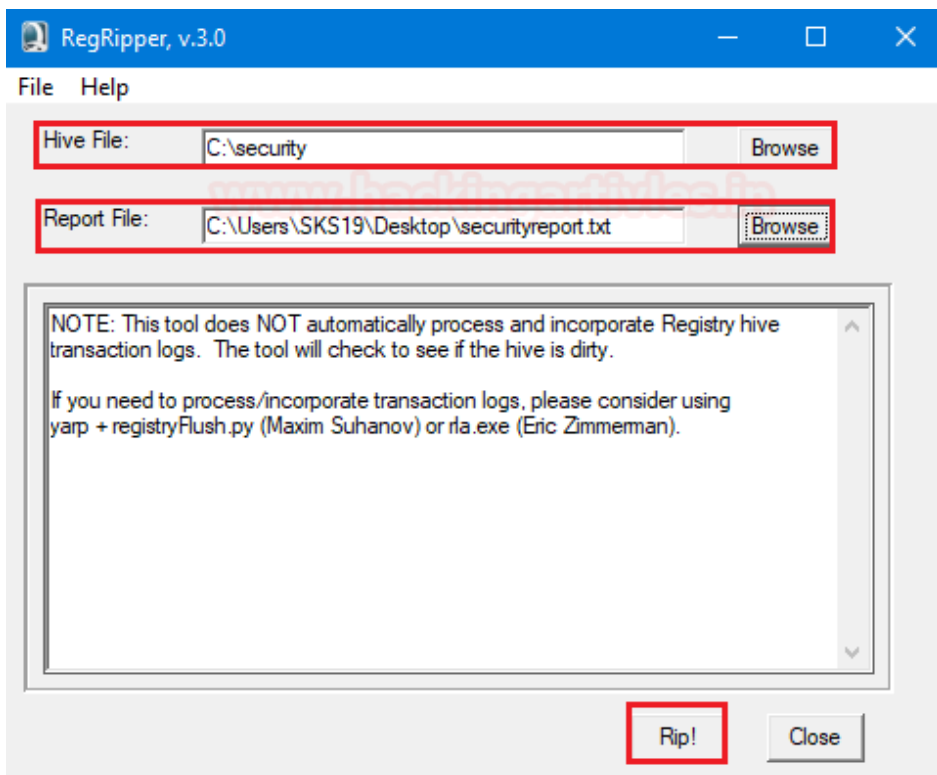 RegRipper, v.3.0
File Help
Hive File: C:\security Browse
www.hackingartivles.in
Report File: C:\Users\SKS19\Desktop\securityreport.txt Browse
NOTE: This tool does NOT automatically process and incorporate Registry hive
transaction logs. The tool will check to see if the hive is dirty.
If you need to process/incorporate transaction logs, please consider using
yarp + registryFlush.py (Maxim Suhanov) or rla.exe (Eric Zimmerman).
Rip! Close